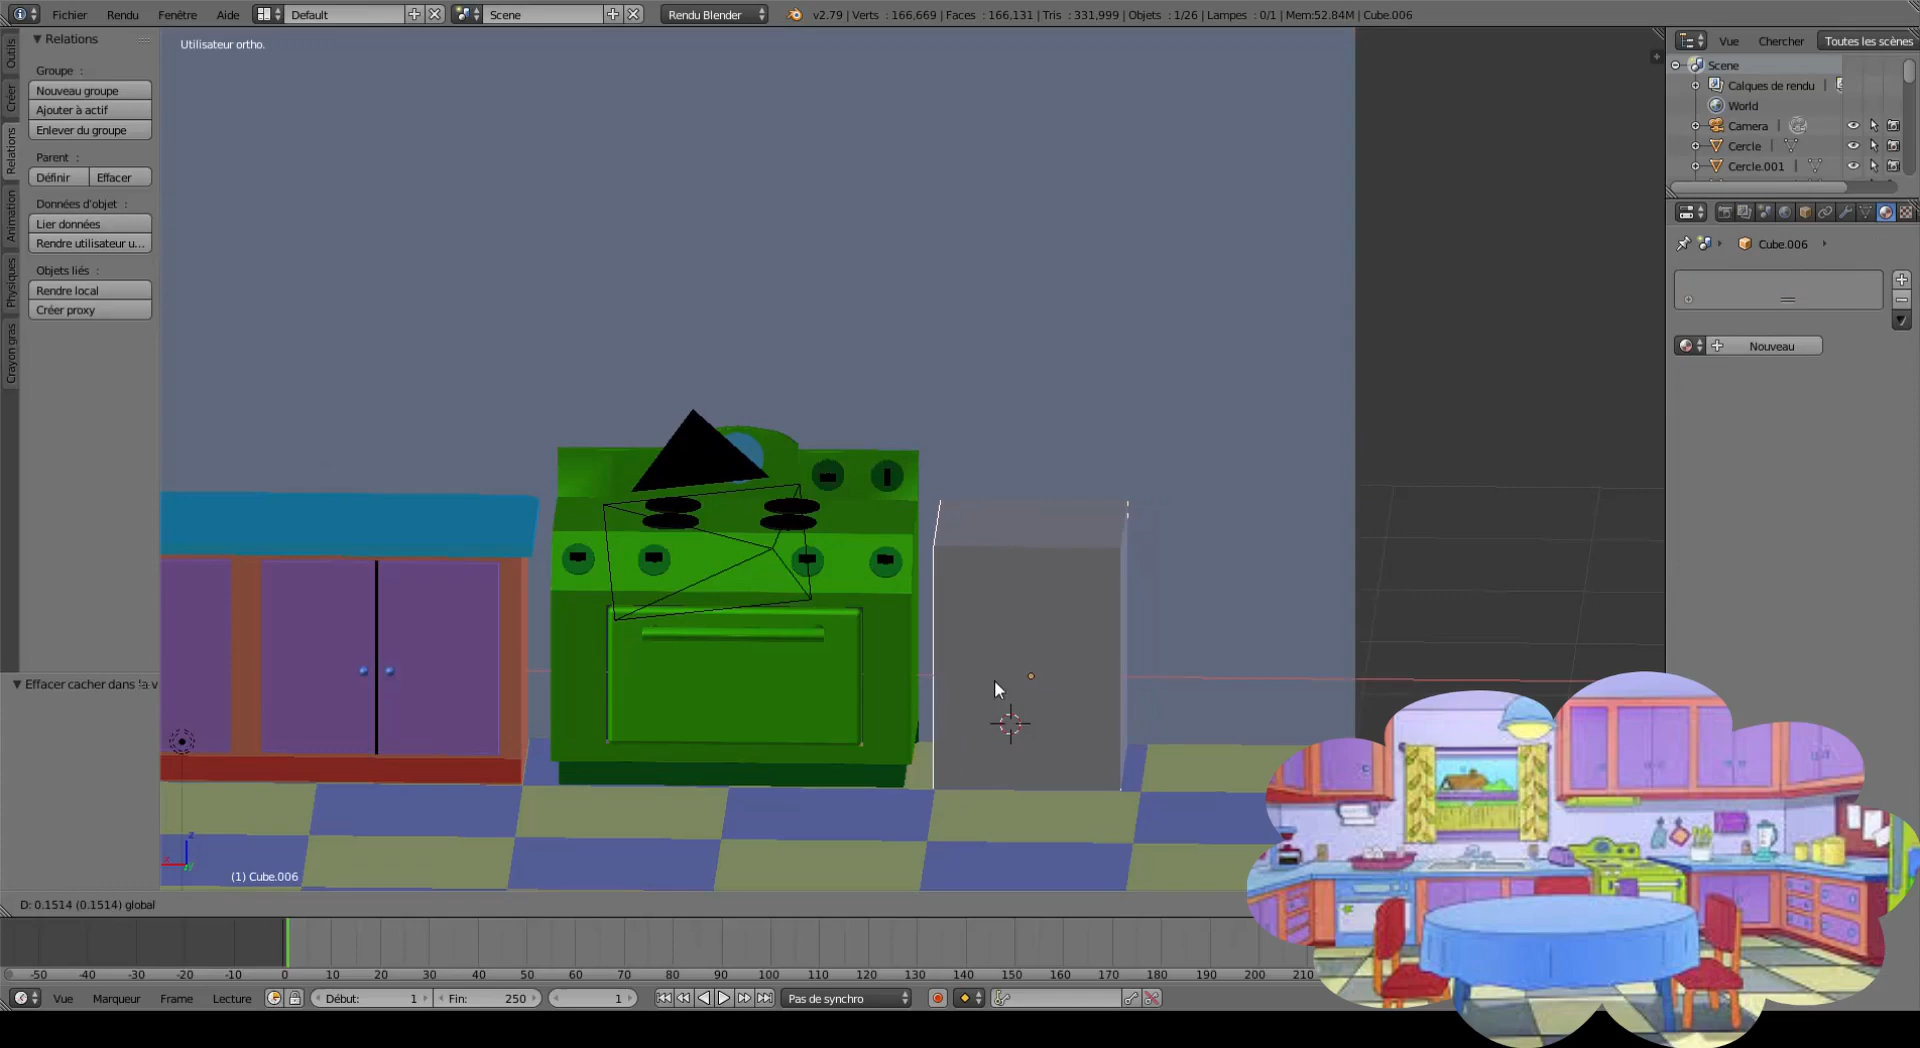 Fichier Rendu Fenêtre Aide Default Scene Rendu Blender v2.79 | Verts : 166,669 | Faces : 166,131 | Tris : 331,999 | Objets : 1/26 | Lampes : 0/1 | Mem:52.84M | Cube.006
Relations
Utilisateur ortho.
Vue Chercher Toutes les scènes
Outils
Créer
Relations
Animation
Physiques
Crayon gras
Groupe :
Nouveau groupe
Ajouter à actif
Enlever du groupe
Parent :
Définir Effacer
Données d'objet :
Lier données
Rendre utilisateur u...
Objets liés :
Rendre local
Créer proxy
Effacer cacher dans la v
Scene
Calques de rendu
World
Camera
Cercle
Cercle.001
Cube.006
Nouveau
z
(1) Cube.006
D: 0.1514 (0.1514) global
-50 -40 -30 -20 -10 0 10 20 30 40 50 60 70 80 90 100 110 120 130 140 150 160 170 180 190 200 210
Vue Marqueur Frame Lecture Début: 1 Fin: 250 1 Pas de synchro